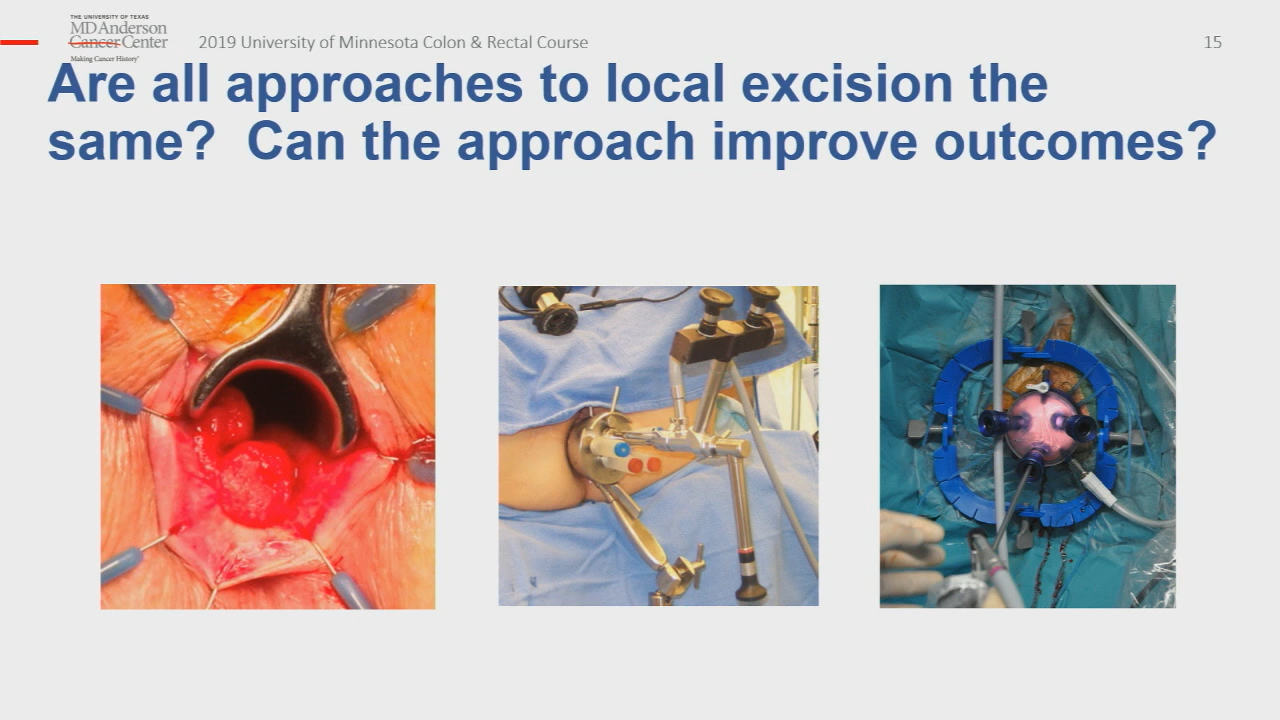 THE UNIVERSITY OF TEXAS
MD Anderson
Cancer Center
Making Cancer History®
2019 University of Minnesota Colon & Rectal Course
15
Are all approaches to local excision the
same? Can the approach improve outcomes?